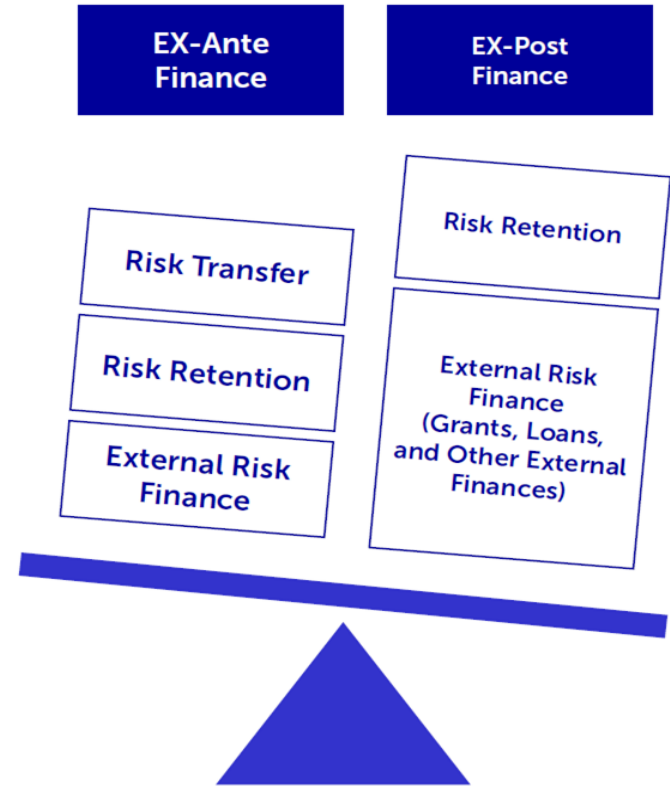 EX-Ante
Finance
EX-Post
Finance
Risk Transfer
Risk Retention
External Risk
Finance
Risk Retention
External Risk
Finance
(Grants, Loans,
and Other External
Finances)